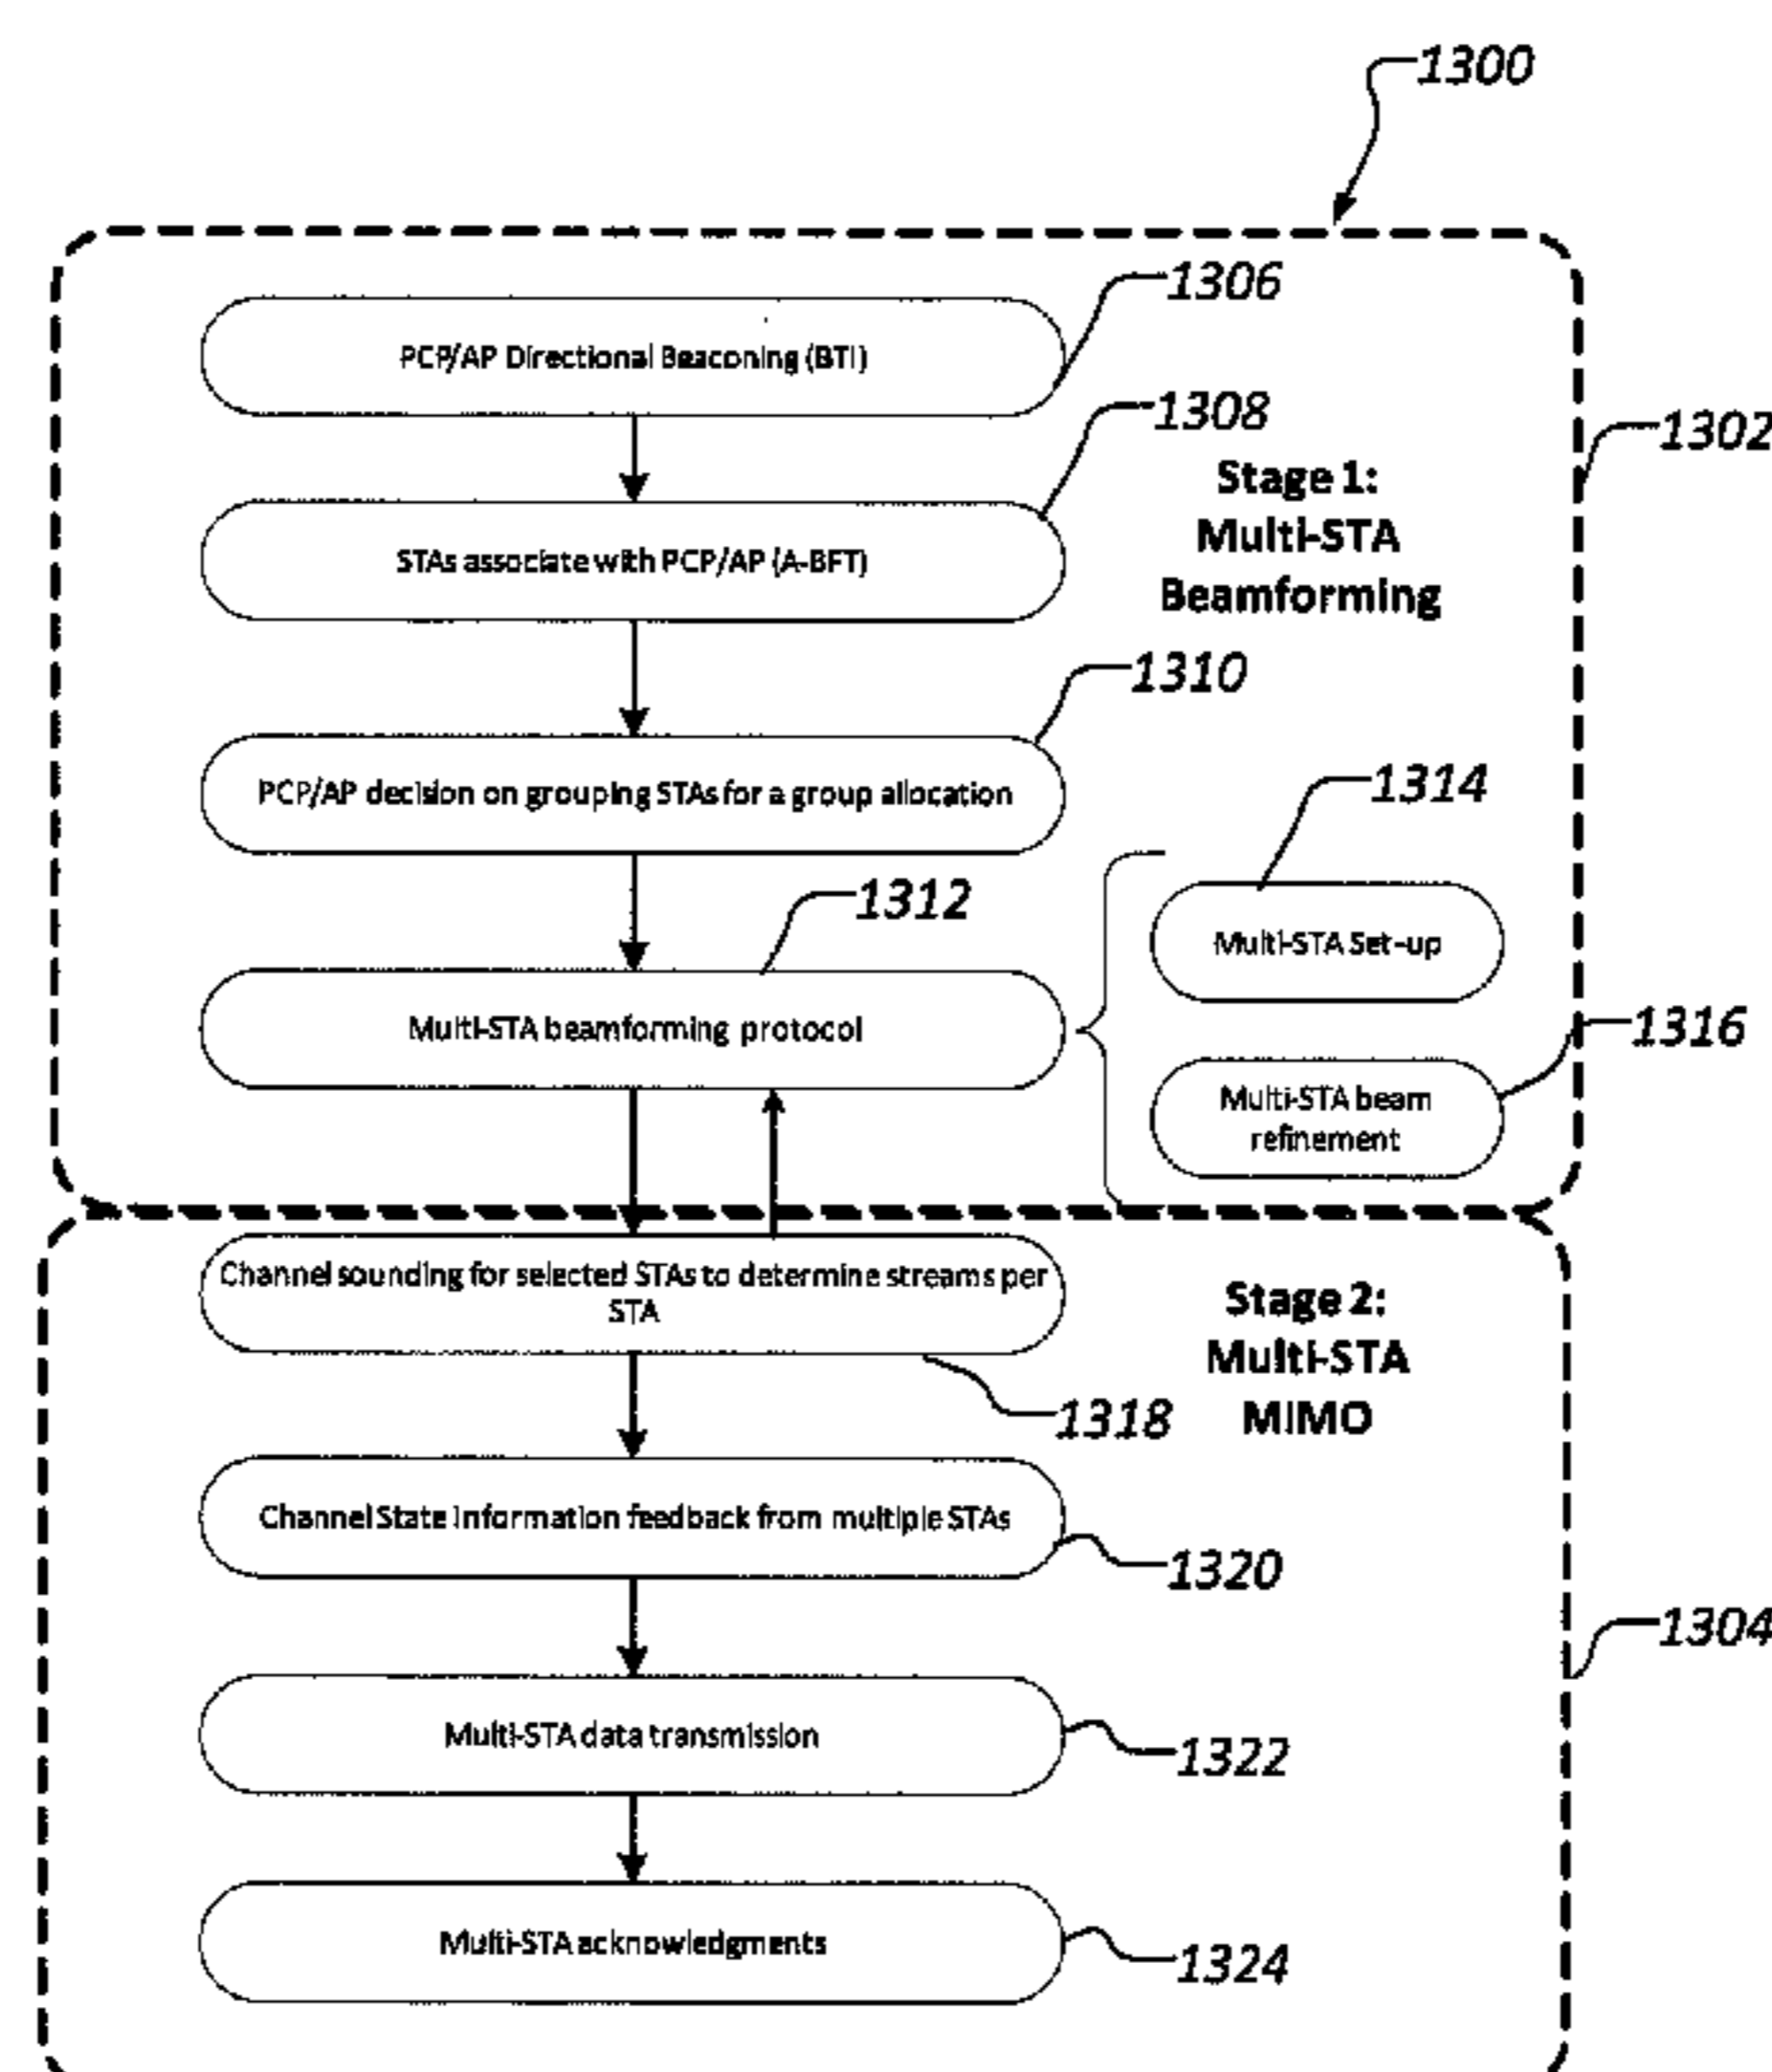 1300
1306
PCP/AP Directional Beaconing (BTI)
1308
1302
Stage 1:
Multi-STA
Beamforming
STAs associate with PCP/AP (A-BFT)
1310
PCP/AP decision on grouping STAs for a group allocation
1314
1312
Multi-STA Set-up
Multi-STA beamforming protocol
1316
Multi-STA beam
refinement
Channel sounding for selected STAs to determine streams per
STA
Stage 2:
Multi-STA
MIMO
1318
Channel State Information feedback from multiple STAs
1320
1304
Multi-STA data transmission
1322
Multi-STA acknowledgments
1324